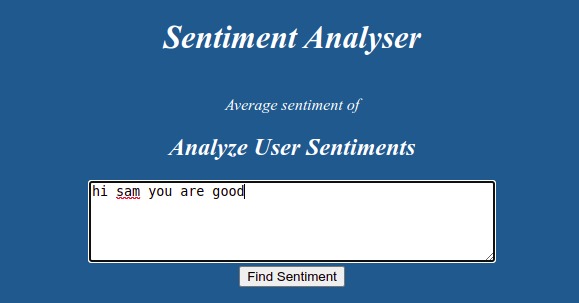 Sentiment Analyser
Average sentiment of
Analyze User Sentiments
hi sam you are good
Find Sentiment